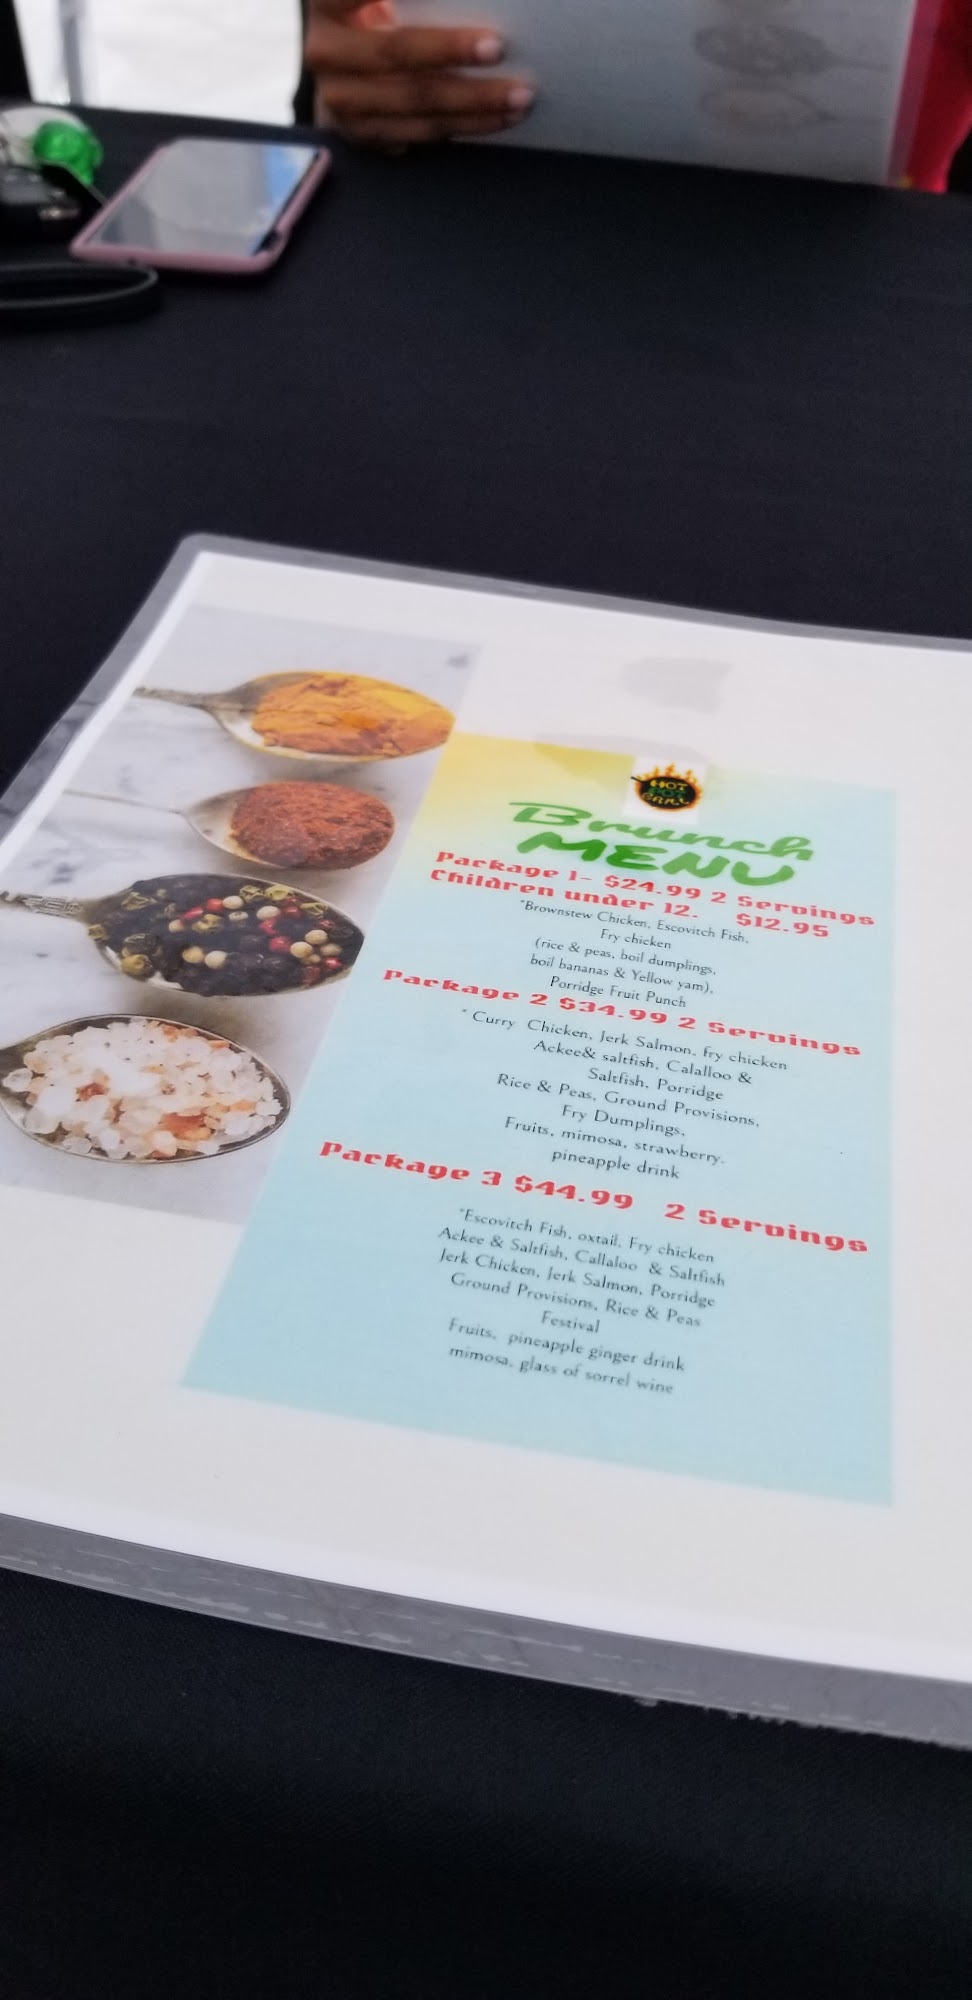 HOT
POT
Brunch
MENU
Package 1- $24.99 2 Servings
Children under 12. $12.95
*Brownstew Chicken, Escovitch Fish,
Fry chicken
(rice & peas, boil dumplings,
boil bananas & Yellow yam),
Porridge Fruit Punch
Package 2 $34.99 2 Servings
* Curry Chicken, Jerk Salmon, fry chicken
Ackee& saltfish, Calalloo &
Saltfish, Porridge
Rice & Peas, Ground Provisions,
Fry Dumplings,
Fruits, mimosa, strawberry.
pineapple drink
Package 3 $44.99 2 Servings
*Escovitch Fish, oxtail, Fry chicken
Ackee & Saltfish, Callaloo & Saltfish
Jerk Chicken, Jerk Salmon, Porridge
Ground Provisions, Rice & Peas
Festival
Fruits, pineapple ginger drink
mimosa, glass of sorrel wine